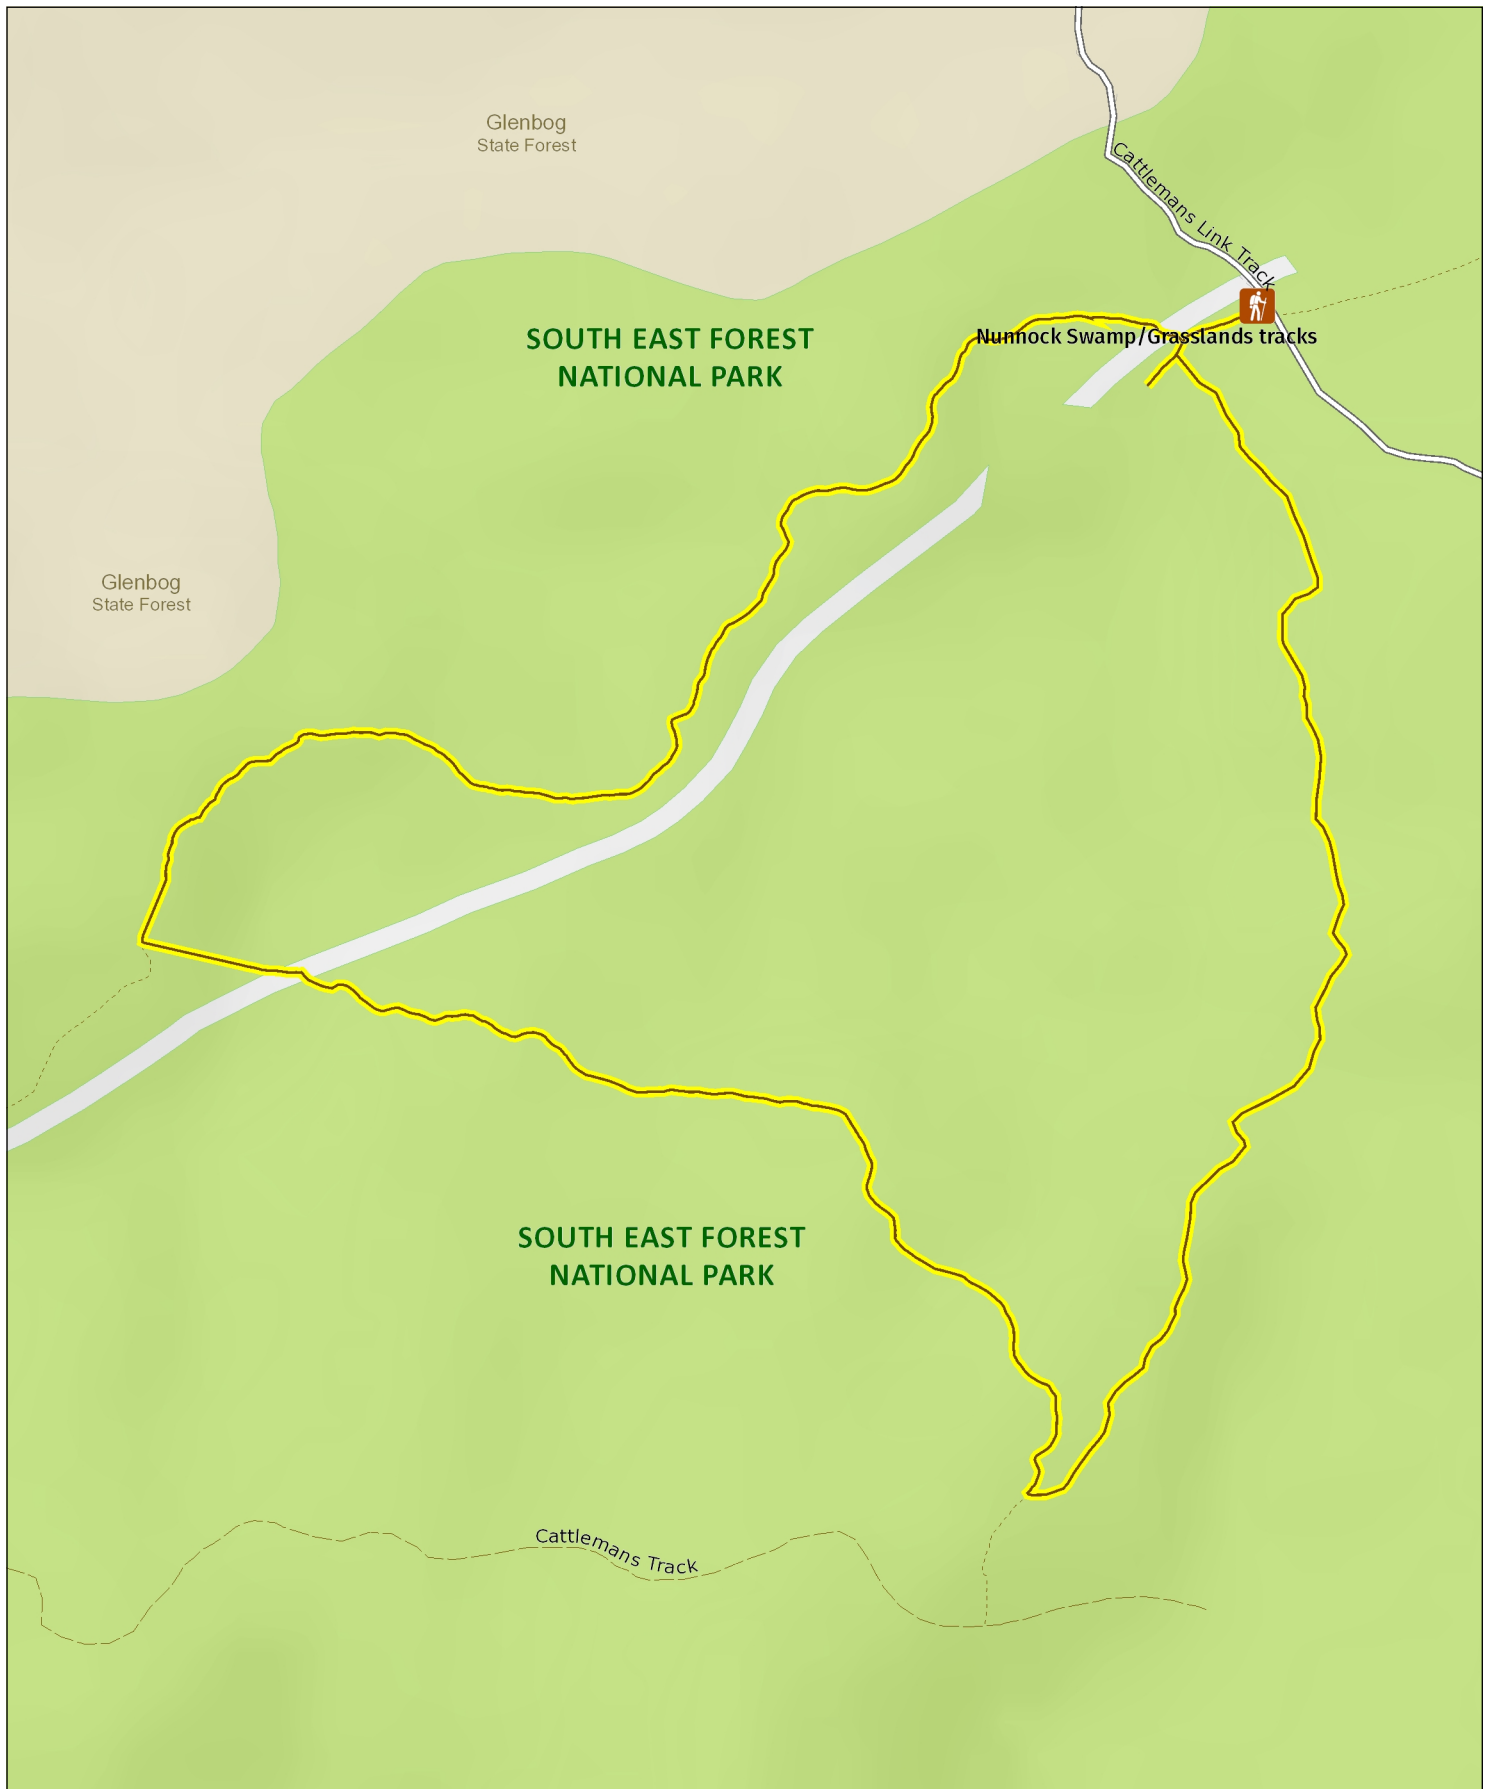 Glenbog
State Forest
Cattlemans Link Track
SOUTH EAST FOREST
NATIONAL PARK
Nunnock Swamp/Grasslands tracks
Glenbog
State Forest
SOUTH EAST FOREST
NATIONAL PARK
Cattlemans Track